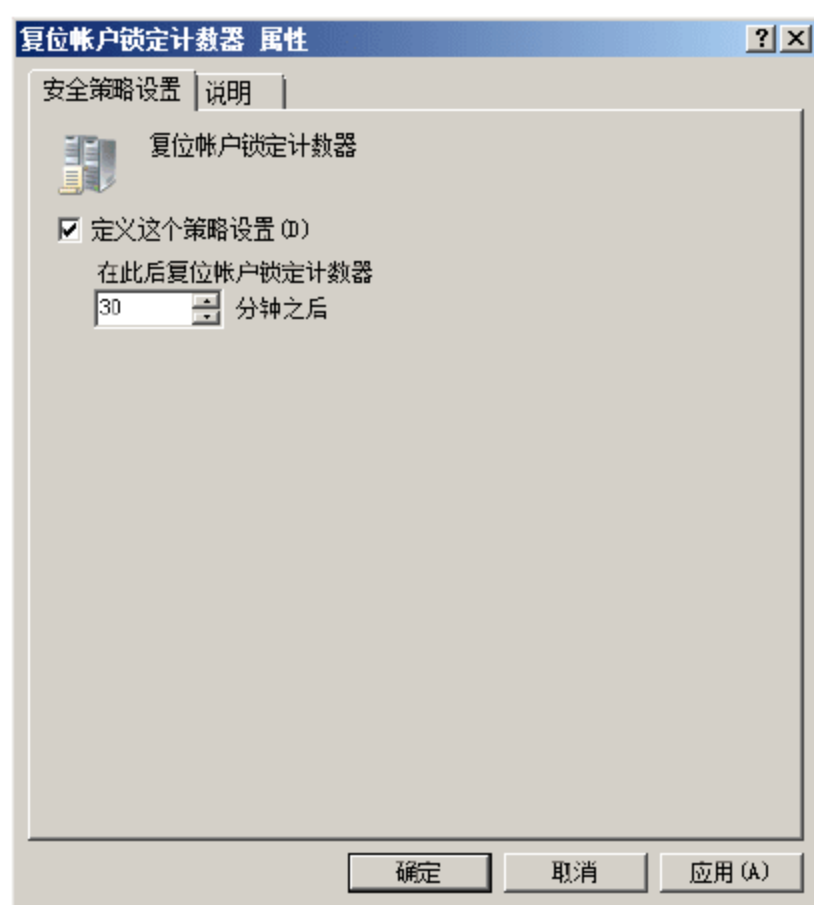 复位帐户锁定计数器 属性
安全策略设置 说明
复位帐户锁定计数器
定义这个策略设置(D)
在此后复位帐户锁定计数器
30 分钟之后
确定 取消 应用(A)